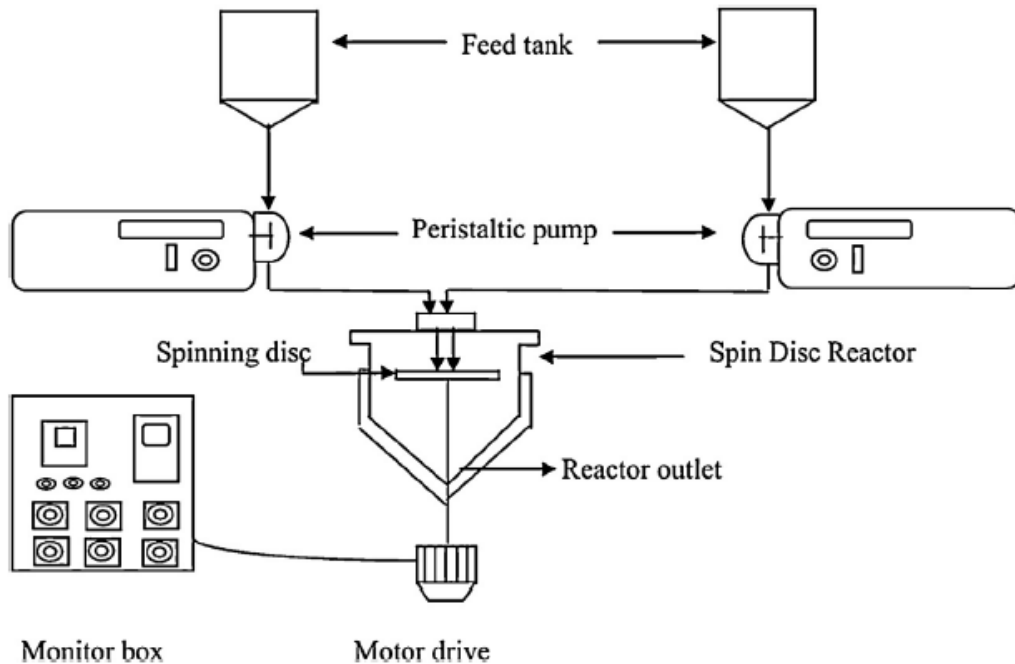 Feed tank
Peristaltic pump
Spinning disc
Spin Disc Reactor
Reactor outlet
Monitor box
Motor drive